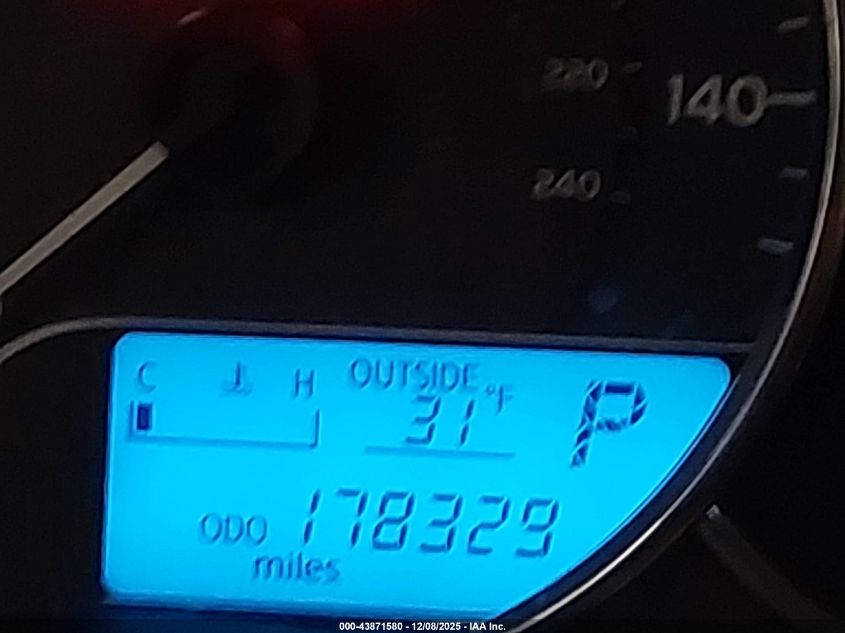 220
140
240
C H OUTSIDE
31 °F
P
ODO 178329
miles
000-43871580 - 12/08/2025 - IAA Inc.